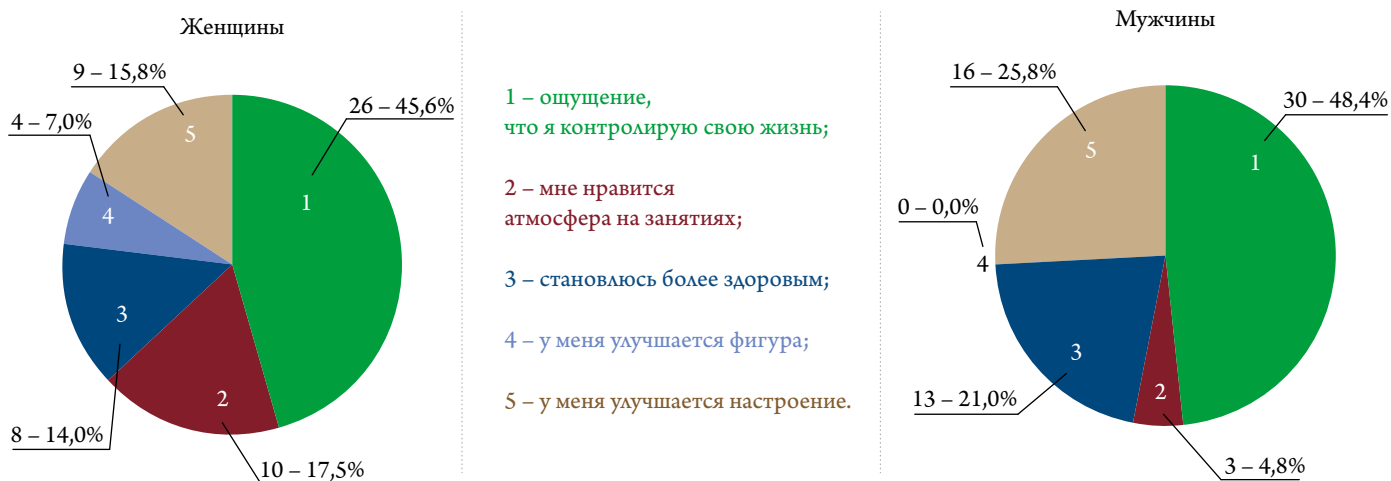 Женщины
9 – 15,8%
26 – 45,6%
4 – 7,0%
5
1
4
3
2
8 – 14,0%
10 – 17,5%
1 – ощущение,
что я контролирую свою жизнь;
2 – мне нравится
атмосфера на занятиях;
3 – становлюсь более здоровым;
4 – у меня улучшается фигура;
5 – у меня улучшается настроение.
Мужчины
16 – 25,8%
30 – 48,4%
5
1
0 – 0,0%
4
3
2
13 – 21,0%
3 – 4,8%